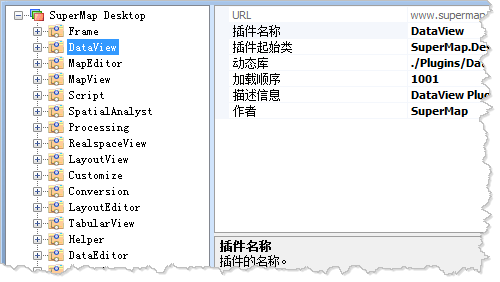 SuperMap Desktop
Frame
DataView
MapEditor
MapView
Script
SpatialAnalyst
Processing
RealspaceView
LayoutView
Customize
Conversion
LayoutEditor
TabularView
Helper
DataEditor
URL www.supermap
插件名称 DataView
插件起始类 SuperMap.De
动态库 ./Plugins/Dat
加载顺序 1001
描述信息 DataView Plu
作者 SuperMap
插件名称
插件的名称。